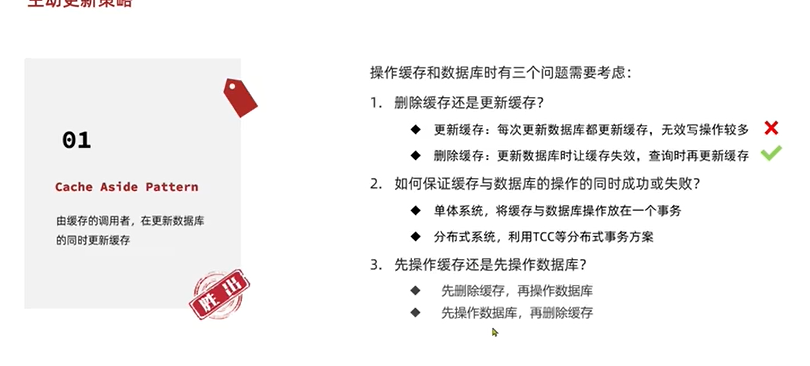 主动更新策略
操作缓存和数据库时有三个问题需要考虑：
1. 删除缓存还是更新缓存？
◆ 更新缓存：每次更新数据库都更新缓存，无效写操作较多
◆ 删除缓存：更新数据库时让缓存失效，查询时再更新缓存
2. 如何保证缓存与数据库的操作的同时成功或失败？
◆ 单体系统，将缓存与数据库操作放在一个事务
◆ 分布式系统，利用TCC等分布式事务方案
3. 先操作缓存还是先操作数据库？
◆ 先删除缓存，再操作数据库
◆ 先操作数据库，再删除缓存
01
Cache Aside Pattern
由缓存的调用者，在更新数据库
的同时更新缓存
胜出